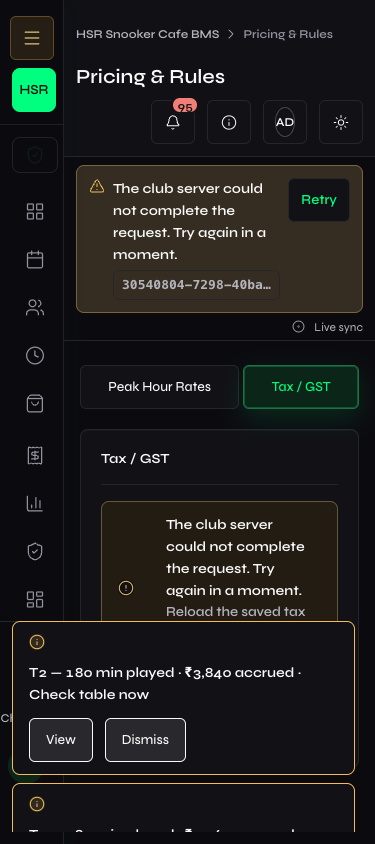 HSR Snooker Cafe BMS > Pricing & Rules
HSR
Pricing & Rules
95
AD
The club server could
not complete the
request. Try again in a
moment.
Retry
30540804-7298-40ba…
Live sync
Peak Hour Rates
Tax / GST
Tax / GST
The club server
could not complete
the request. Try
again in a moment.
Reload the saved tax
T2 — 180 min played · ₹3,840 accrued ·
Check table now
View
Dismiss